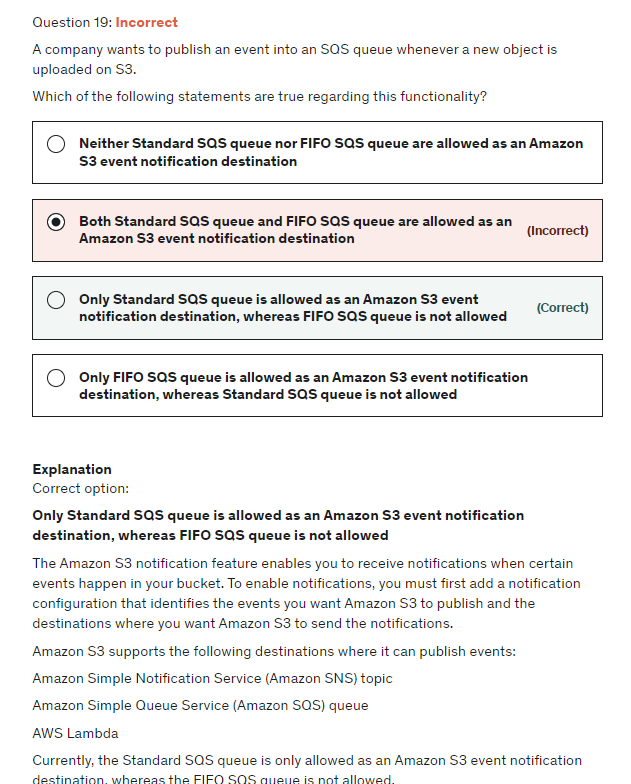 Question 19: Incorrect
A company wants to publish an event into an SQS queue whenever a new object is
uploaded on S3.
Which of the following statements are true regarding this functionality?
Neither Standard SQS queue nor FIFO SQS queue are allowed as an Amazon
S3 event notification destination
Both Standard SQS queue and FIFO SQS queue are allowed as an
Amazon S3 event notification destination
(Incorrect)
Only Standard SQS queue is allowed as an Amazon S3 event
notification destination, whereas FIFO SQS queue is not allowed
(Correct)
Only FIFO SQS queue is allowed as an Amazon S3 event notification
destination, whereas Standard SQS queue is not allowed
Explanation
Correct option:
Only Standard SQS queue is allowed as an Amazon S3 event notification
destination, whereas FIFO SQS queue is not allowed
The Amazon S3 notification feature enables you to receive notifications when certain
events happen in your bucket. To enable notifications, you must first add a notification
configuration that identifies the events you want Amazon S3 to publish and the
destinations where you want Amazon S3 to send the notifications.
Amazon S3 supports the following destinations where it can publish events:
Amazon Simple Notification Service (Amazon SNS) topic
Amazon Simple Queue Service (Amazon SQS) queue
AWS Lambda
Currently, the Standard SQS queue is only allowed as an Amazon S3 event notification
destination, whereas the FIFO SQS queue is not allowed.